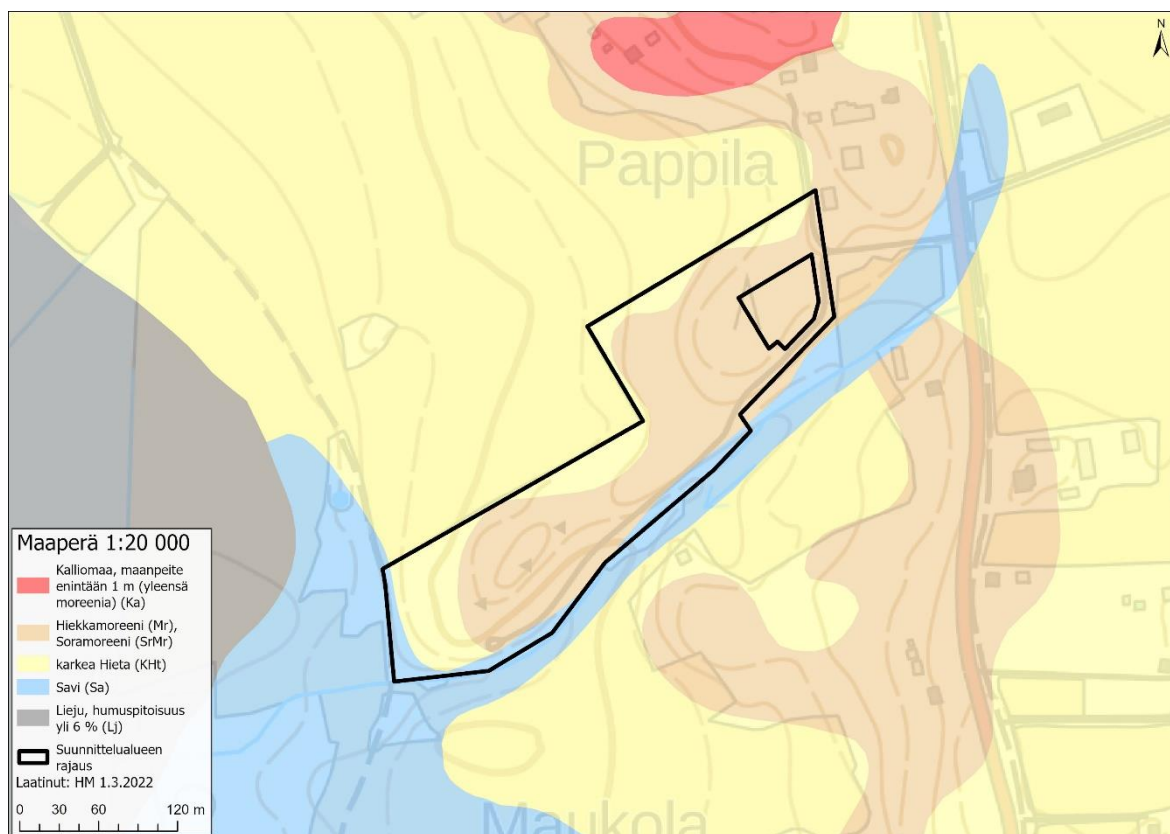 N
Pappila
Maaperä 1:20 000
Kalliomaa, maanpeite
enintään 1 m (yleensä
moreenia) (Ka)
Hiekkamoreeni (Mr),
Soramoreeni (SrMr)
karkea Hieta (KHt)
Savi (Sa)
Lieju, humuspitoisuus
yli 6 % (Lj)
Suunnittelualueen
rajaus
Laatinut: HM 1.3.2022
0 30 60 120 m
Maukola